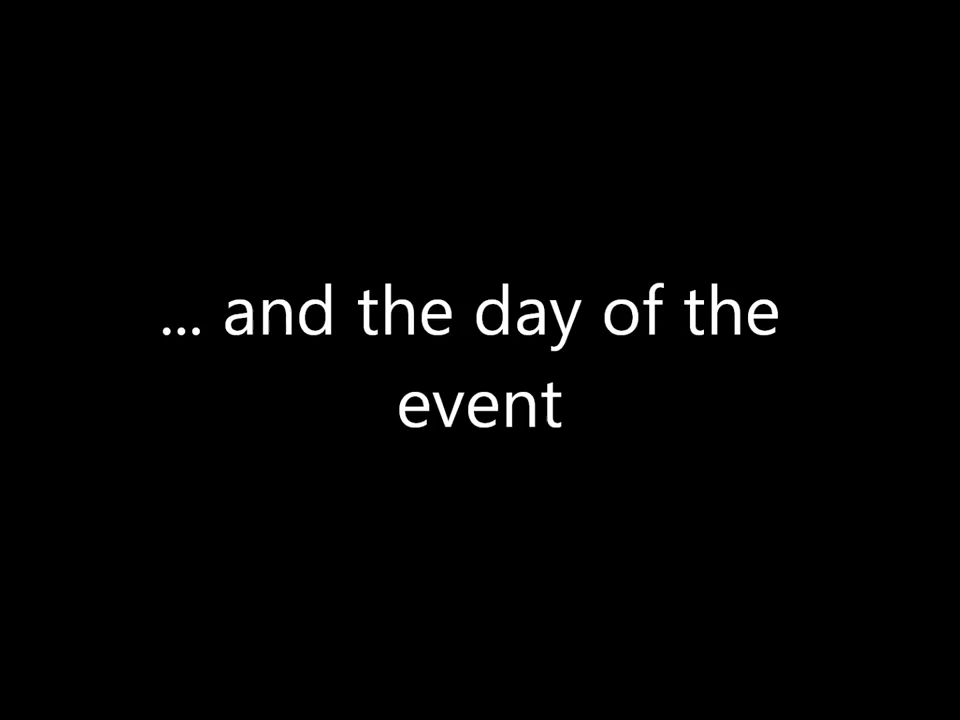 ... and the day of the
event